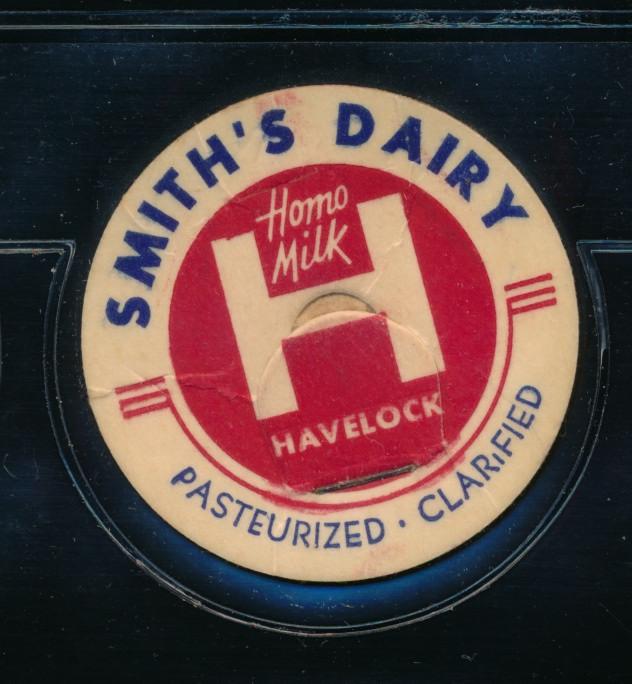 SMITH'S DAIRY
Homo
Milk
H
HAVELOCK
PASTEURIZED · CLARiFIED